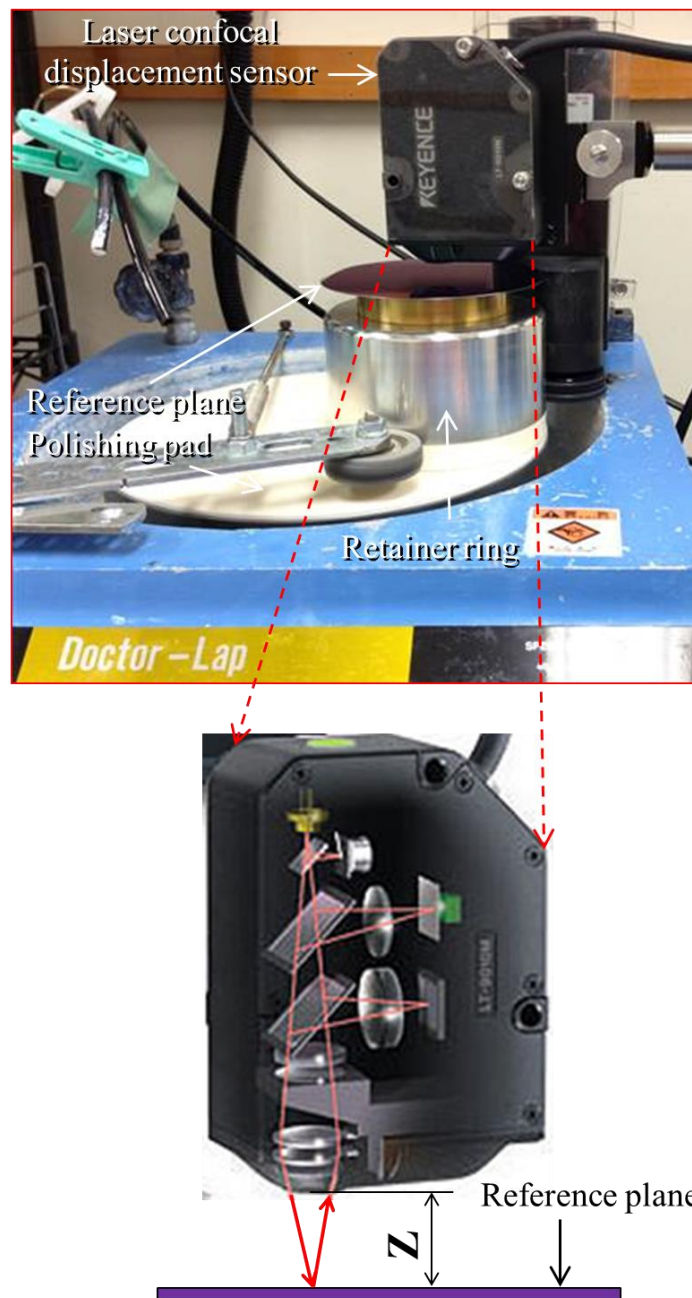 Laser confocal
displacement sensor
KEYENCE
Reference plane
Polishing pad
Retainer ring
Doctor-Lap
LT-9010M
Z
Reference plane